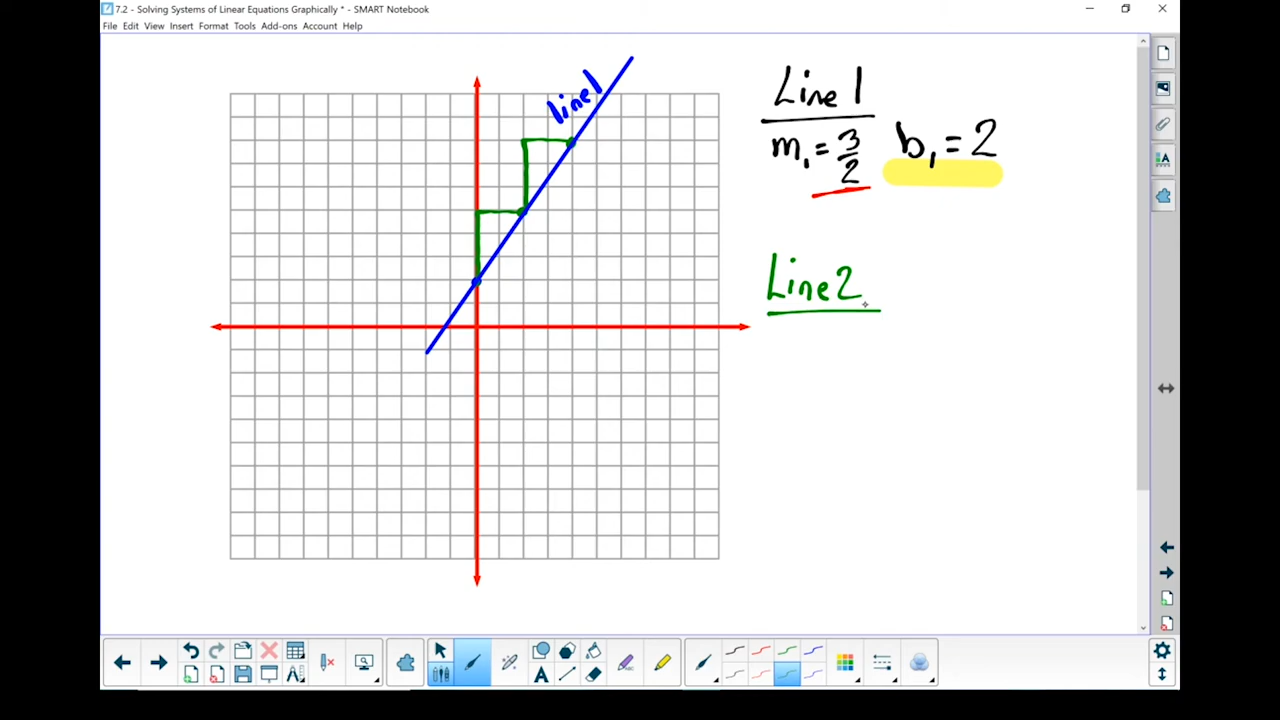 7.2 - Solving Systems of Linear Equations Graphically * - SMART Notebook
File Edit View Insert Format Tools Add-ons Account Help
line1
Line 1
m₁ = 3/2 b₁ = 2
Line 2